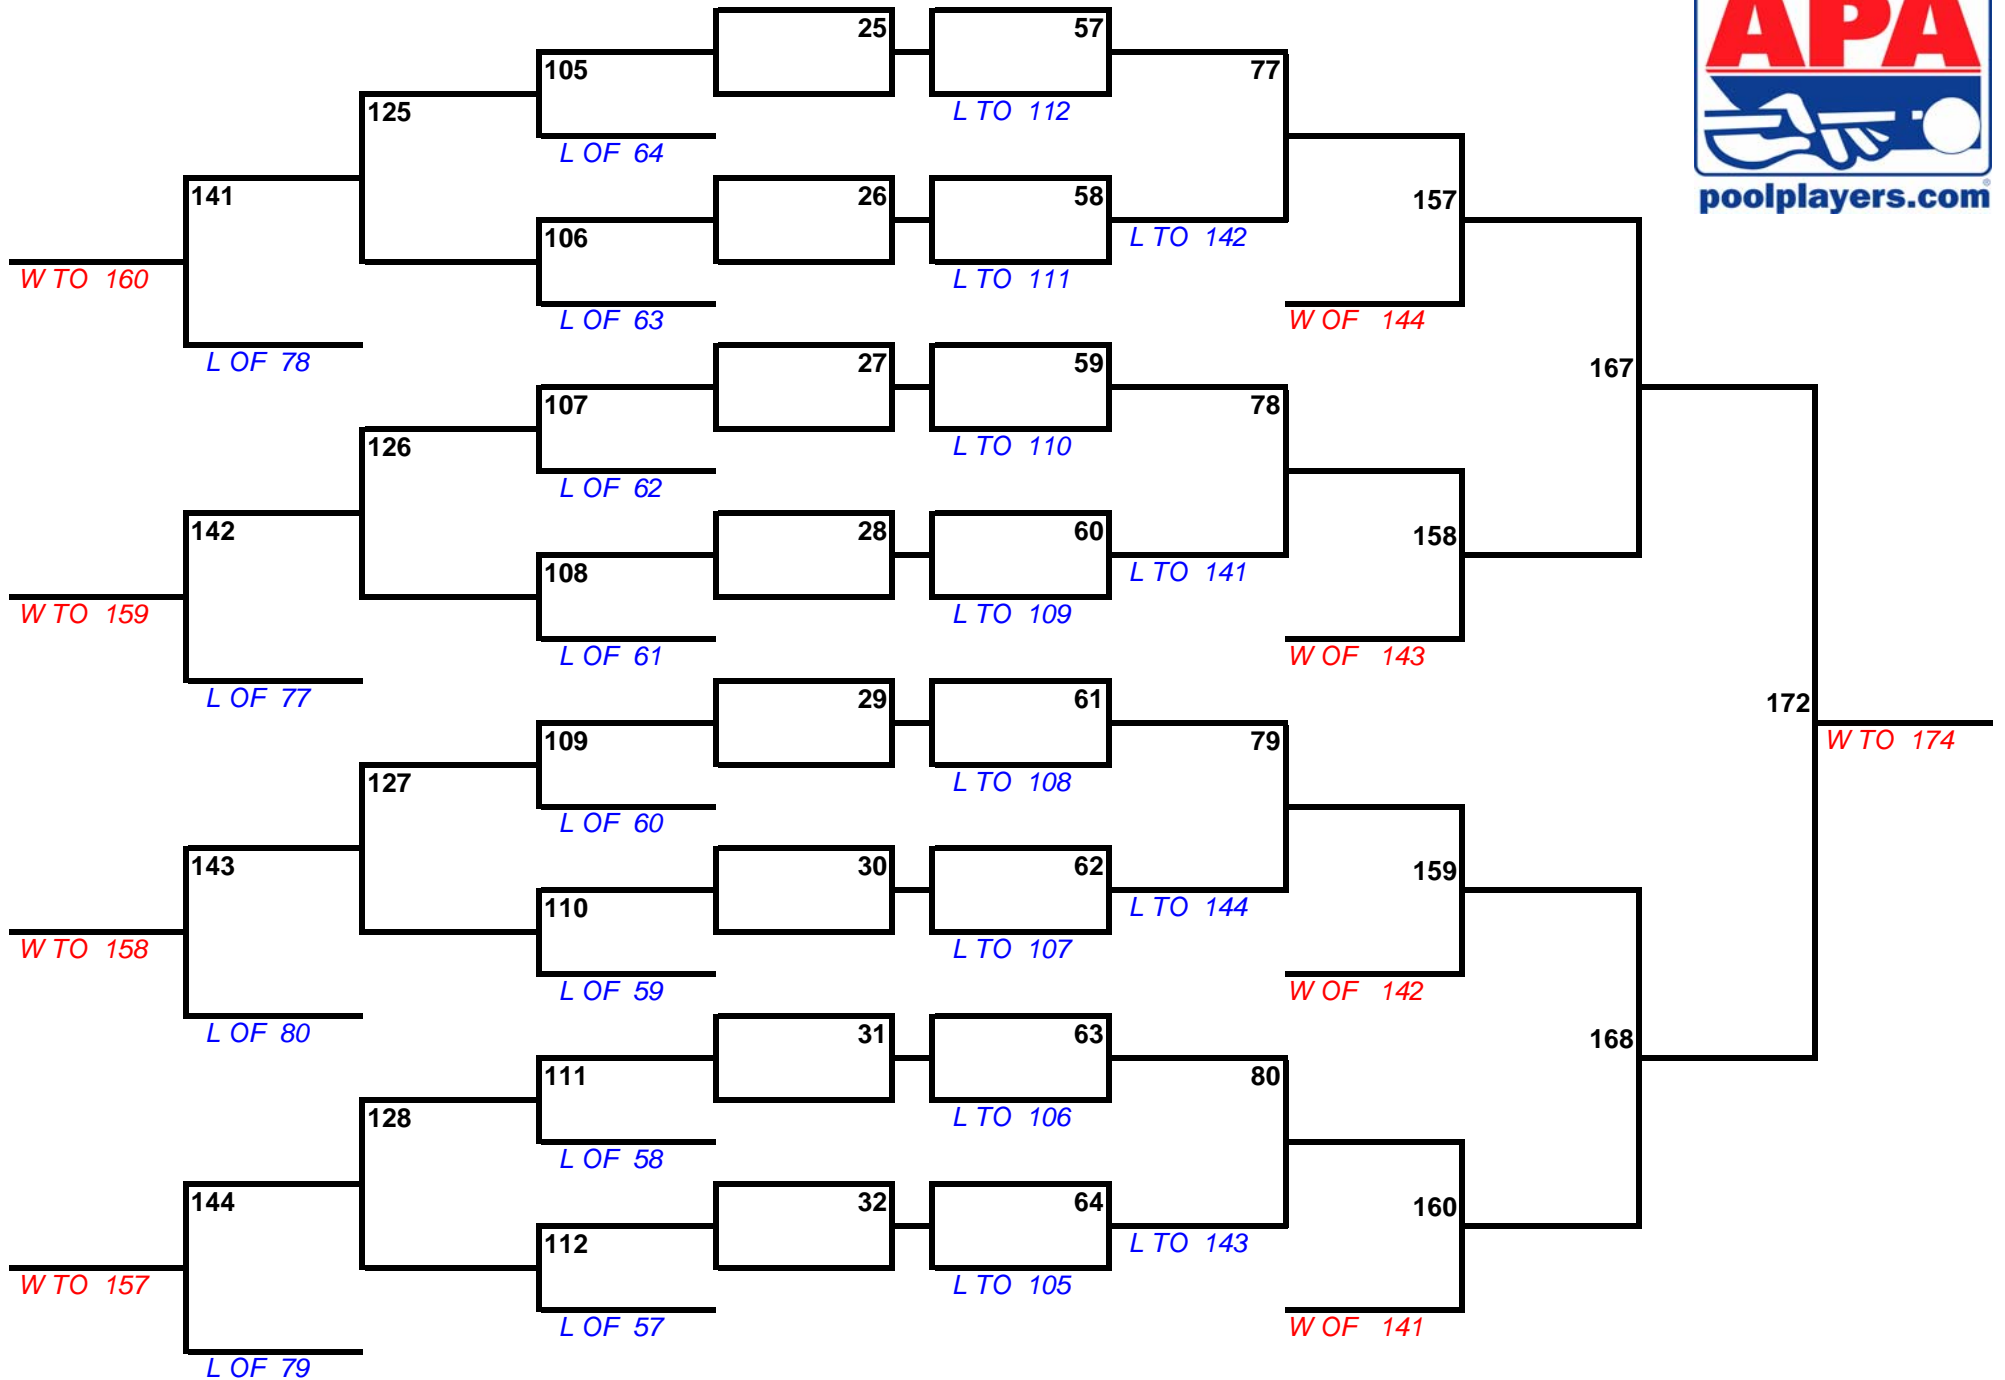 APA
poolplayers.com
25 57
105 77
125 L TO 112
L OF 64
141 26 58 157
106 L TO 142
W TO 160 L TO 111
L OF 63 W OF 144
L OF 78 27 59 167
107 78
126 L TO 110
L OF 62
142 28 60 158
108 L TO 141
W TO 159 L TO 109
L OF 61 W OF 143
L OF 77 29 61 172
109 79 W TO 174
127 L TO 108
L OF 60
143 30 62 159
110 L TO 144
W TO 158 L TO 107
L OF 59 W OF 142
L OF 80 31 63 168
111 80
128 L TO 106
L OF 58
144 32 64 160
112 L TO 143
W TO 157 L TO 105
L OF 57 W OF 141
L OF 79